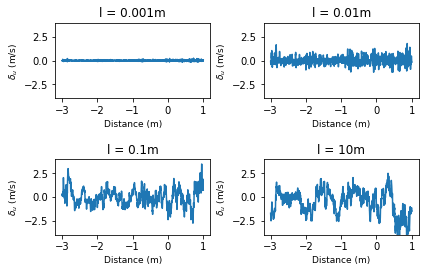 l = 0.001m
2.5
0.0
−2.5
δu (m/s)
−3 −2 −1 0 1
Distance (m)
l = 0.01m
2.5
0.0
−2.5
δu (m/s)
−3 −2 −1 0 1
Distance (m)
l = 0.1m
2.5
0.0
−2.5
δu (m/s)
−3 −2 −1 0 1
Distance (m)
l = 10m
2.5
0.0
−2.5
δu (m/s)
−3 −2 −1 0 1
Distance (m)